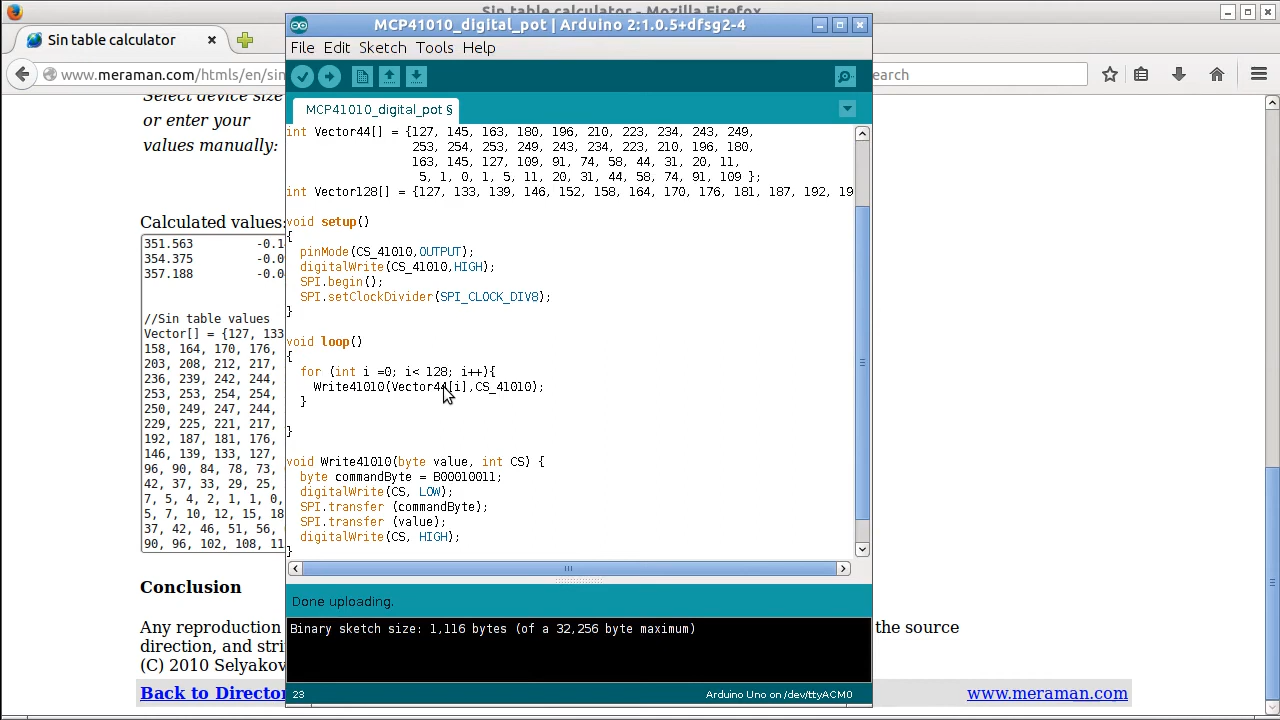 Sin table calculator - Mozilla Firefox
Sin table calculator
www.meraman.com/htmls/en/sin
earch
Select device size
or enter your
values manually:
Calculated values:
351.563 -0.1
354.375 -0.0
357.188 -0.0
//Sin table values
Vector[] = {127, 133
158, 164, 170, 176,
203, 208, 212, 217,
236, 239, 242, 244,
253, 253, 254, 254,
250, 249, 247, 244,
229, 225, 221, 217,
192, 187, 181, 176,
146, 139, 133, 127,
96, 90, 84, 78, 73,
42, 37, 33, 29, 25,
7, 5, 4, 2, 1, 1, 0,
5, 7, 10, 12, 15, 18
37, 42, 46, 51, 56,
90, 96, 102, 108, 11
Conclusion
Any reproduction
the source
direction, and stri
(C) 2010 Selyakov
Back to Director
www.meraman.com
MCP41010_digital_pot | Arduino 2:1.0.5+dfsg2-4
File Edit Sketch Tools Help
MCP41010_digital_pot §
int Vector44[] = {127, 145, 163, 180, 196, 210, 223, 234, 243, 249,
253, 254, 253, 249, 243, 234, 223, 210, 196, 180,
163, 145, 127, 109, 91, 74, 58, 44, 31, 20, 11,
5, 1, 0, 1, 5, 11, 20, 31, 44, 58, 74, 91, 109 };
int Vector128[] = {127, 133, 139, 146, 152, 158, 164, 170, 176, 181, 187, 192, 19
void setup()
{
pinMode(CS_41010,OUTPUT);
digitalWrite(CS_41010,HIGH);
SPI.begin();
SPI.setClockDivider(SPI_CLOCK_DIV8);
}
void loop()
{
for (int i =0; i< 128; i++){
Write41010(Vector44[i],CS_41010);
}
}
void Write41010(byte value, int CS) {
byte commandByte = B00010011;
digitalWrite(CS, LOW);
SPI.transfer (commandByte);
SPI.transfer (value);
digitalWrite(CS, HIGH);
}
Done uploading.
Binary sketch size: 1,116 bytes (of a 32,256 byte maximum)
23
Arduino Uno on /dev/ttyACM0